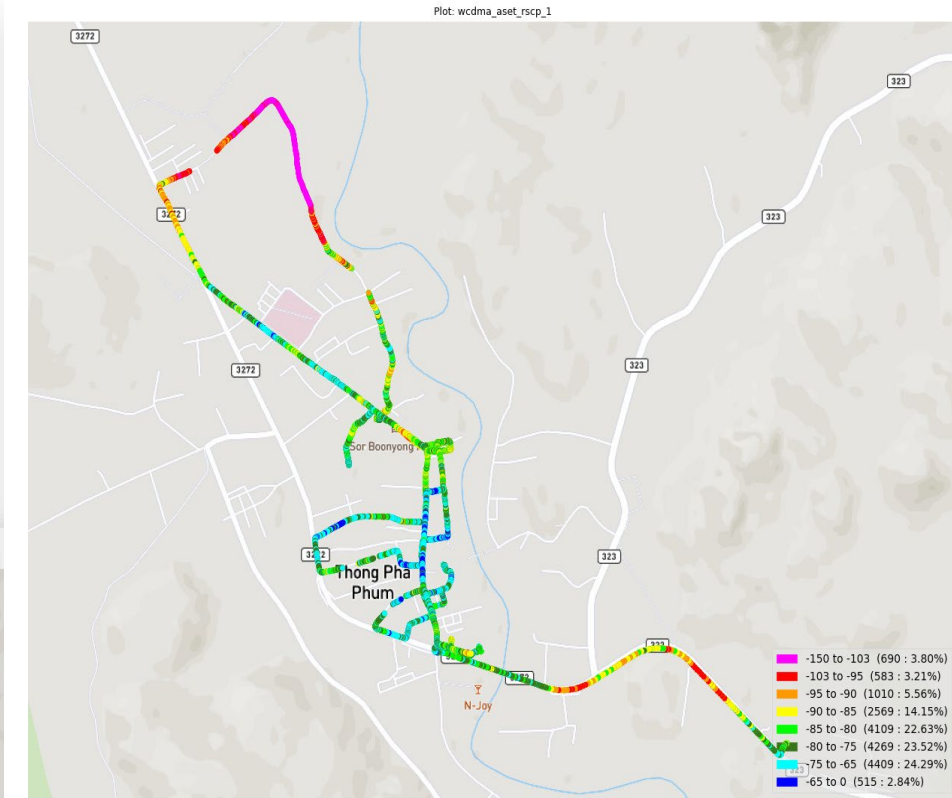 Plot: wcdma_aset_rscp_1
3272
323
3272
323
3272
323
Sor Boonyong
323
3272
Thong Pha
Phum
323
3272
N-Joy
323
-150 to -103 (690 : 3.80%)
-103 to -95 (583 : 3.21%)
-95 to -90 (1010 : 5.56%)
-90 to -85 (2569 : 14.15%)
-85 to -80 (4109 : 22.63%)
-80 to -75 (4269 : 23.52%)
-75 to -65 (4409 : 24.29%)
-65 to 0 (515 : 2.84%)